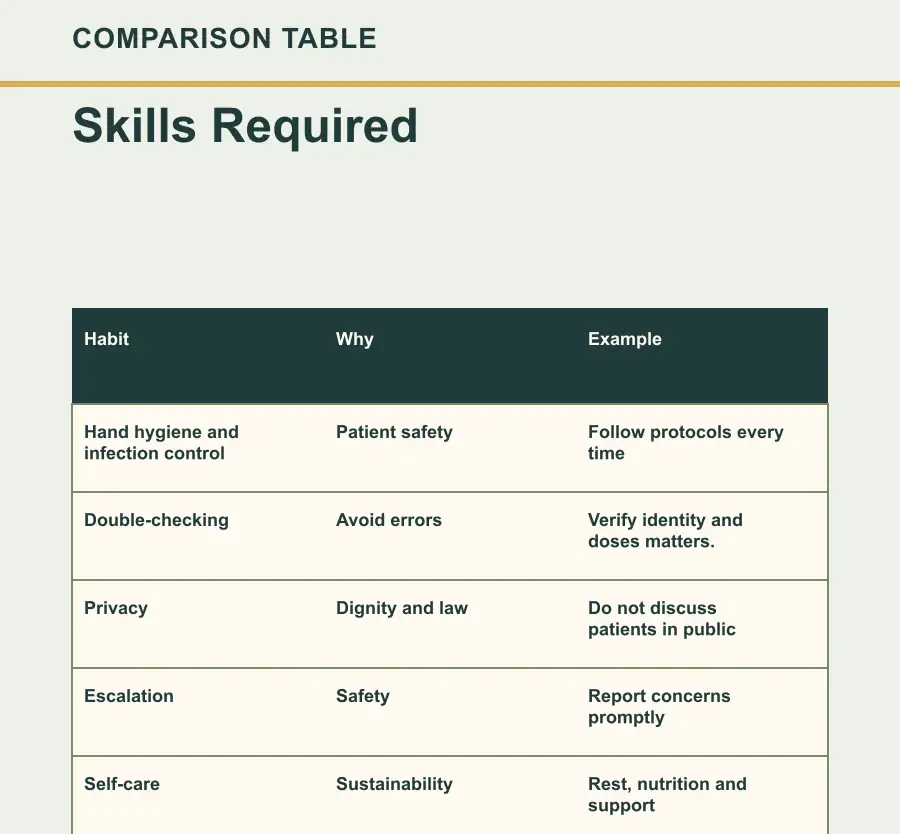 COMPARISON TABLE
Skills Required
Habit Why Example
Hand hygiene and Patient safety Follow protocols every
infection control time
Double-checking Avoid errors Verify identity and
doses matters.
Privacy Dignity and law Do not discuss
patients in public
Escalation Safety Report concerns
promptly
Self-care Sustainability Rest, nutrition and
support